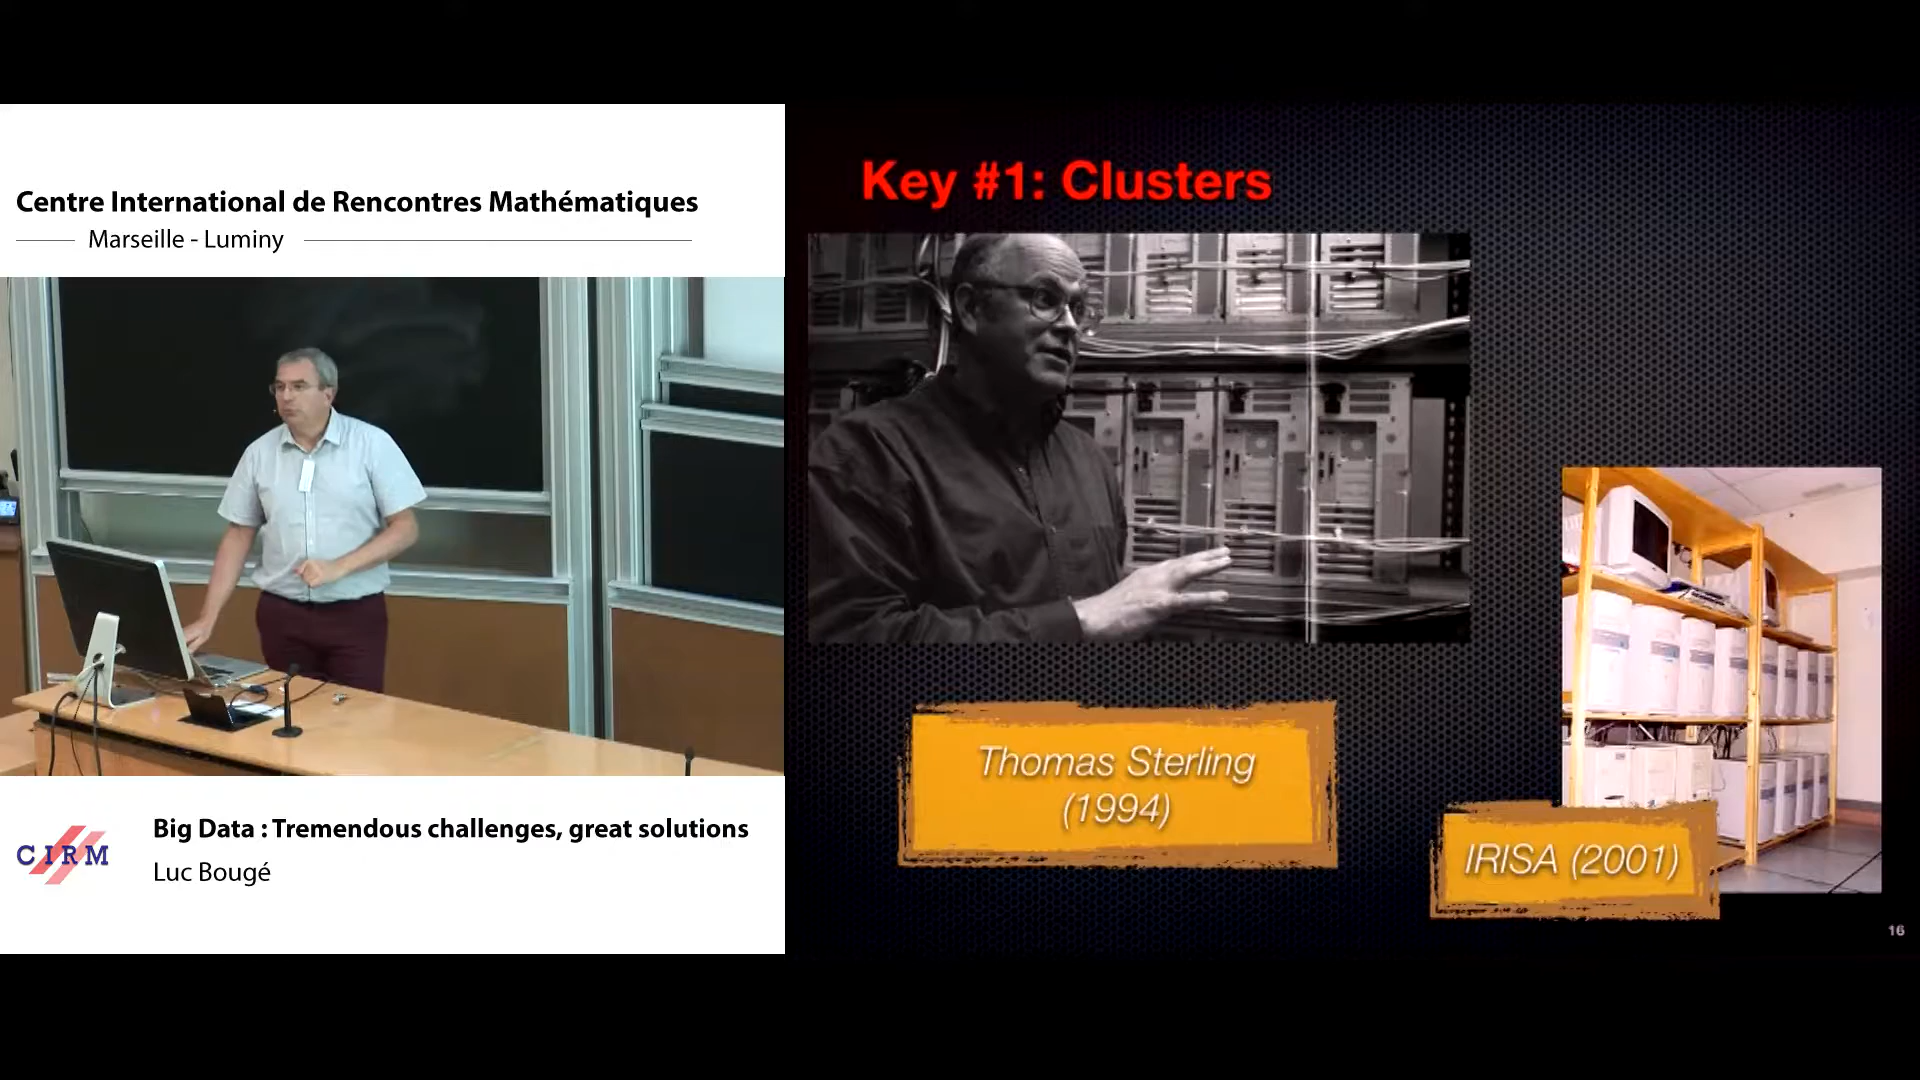 Centre International de Rencontres Mathématiques
Marseille - Luminy
CIRM
Big Data : Tremendous challenges, great solutions
Luc Bougé
Key #1: Clusters
Thomas Sterling
(1994)
IRISA (2001)
16